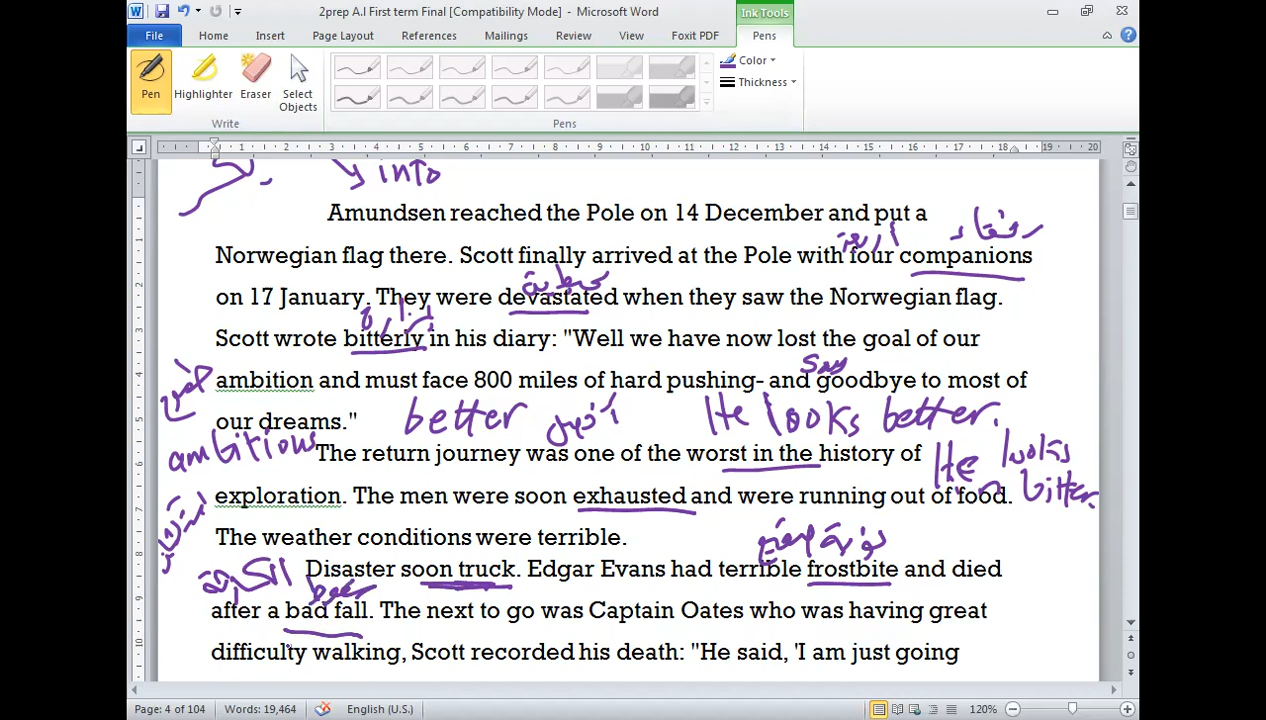 2prep A.I First term Final [Compatibility Mode] - Microsoft Word
Ink Tools
File Home Insert Page Layout References Mailings Review View Foxit PDF Pens
Pen Highlighter Eraser Select Objects
Color
Thickness
Write Pens
into
Amundsen reached the Pole on 14 December and put a
رفقاء
Norwegian flag there. Scott finally arrived at the Pole with four companions
on 17 January. They were devastated when they saw the Norwegian flag.
Scott wrote bitterly in his diary: "Well we have now lost the goal of our
say
ambition and must face 800 miles of hard pushing- and goodbye to most of
our dreams."
better He looks better.
ambitious
The return journey was one of the worst in the history of
He looks bitter.
exploration. The men were soon exhausted and were running out of food.
The weather conditions were terrible.
Disaster soon truck. Edgar Evans had terrible frostbite and died
after a bad fall. The next to go was Captain Oates who was having great
difficulty walking, Scott recorded his death: "He said, 'I am just going
Page: 4 of 104 Words: 19,464 English (U.S.) 120%